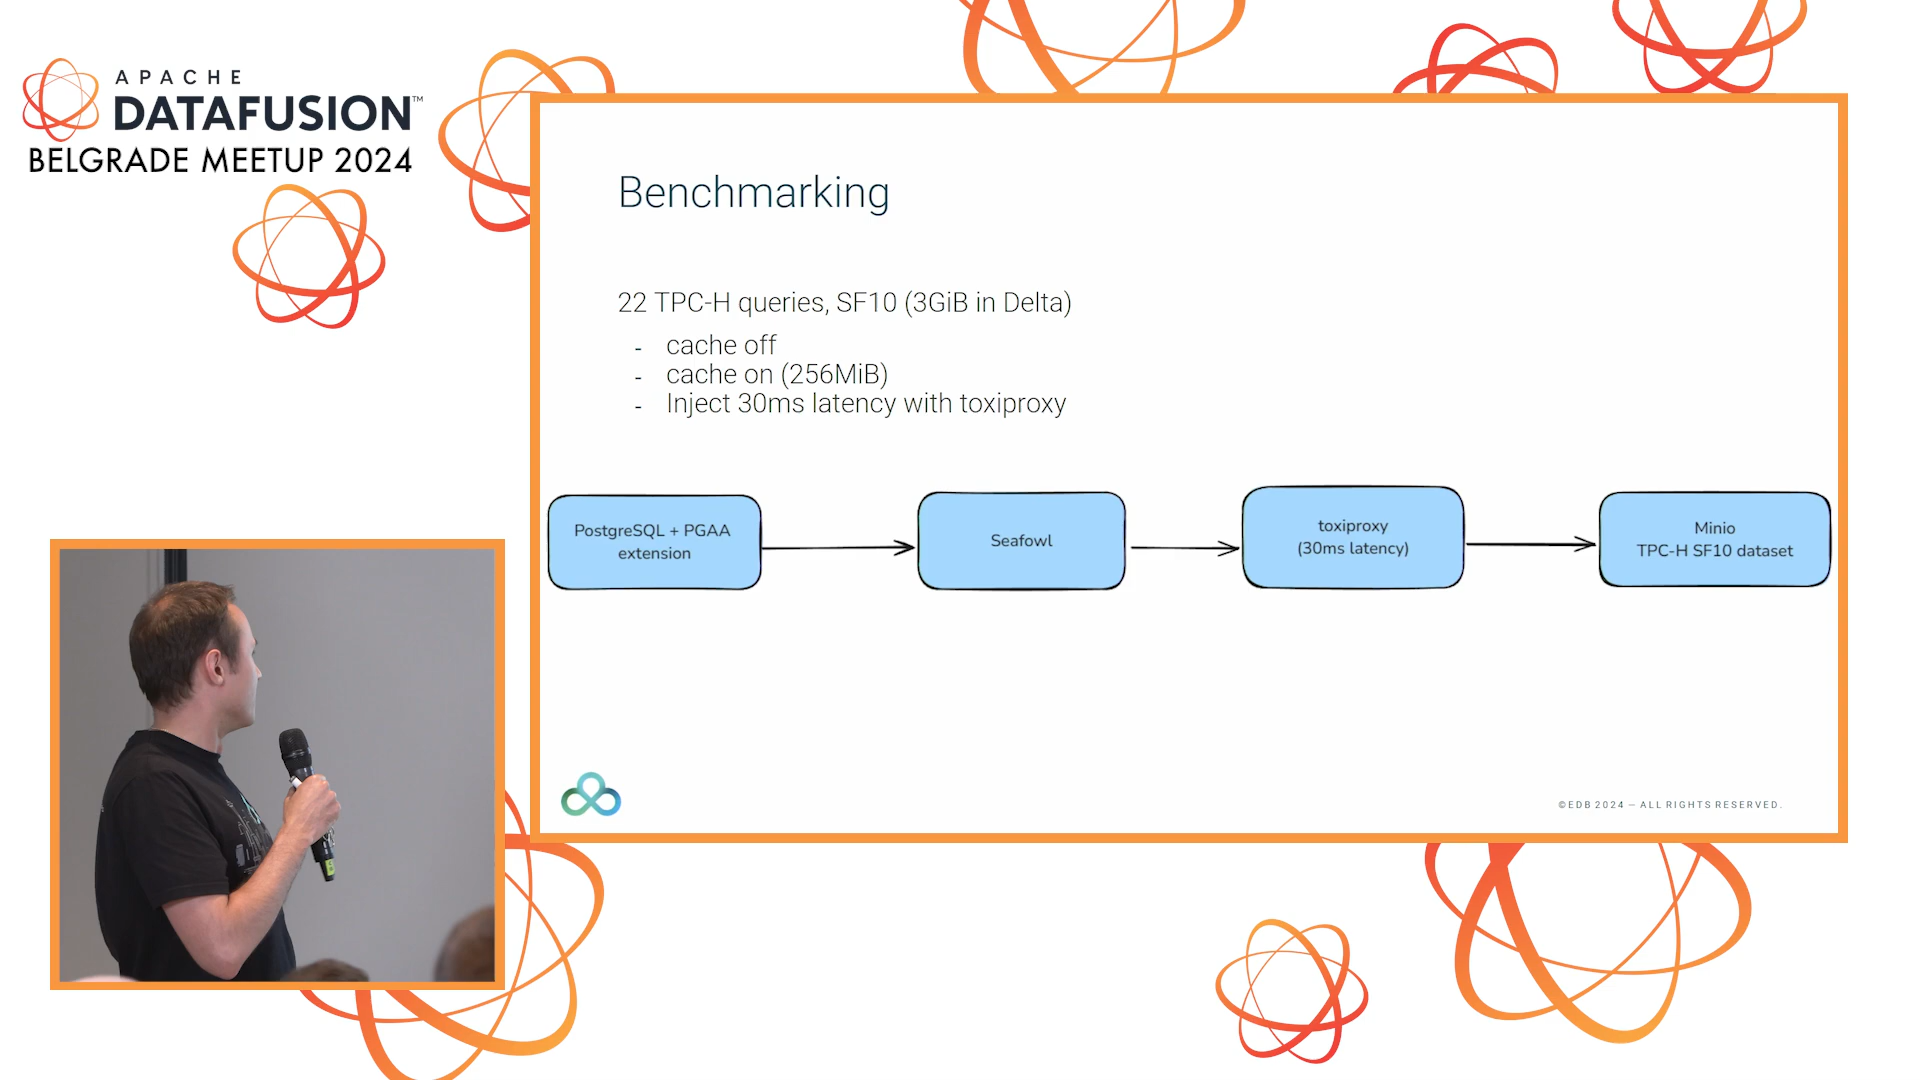 APACHE
DATAFUSION™
BELGRADE MEETUP 2024
Benchmarking
22 TPC-H queries, SF10 (3GiB in Delta)
- cache off
- cache on (256MiB)
- Inject 30ms latency with toxiproxy
PostgreSQL + PGAA
extension
Seafowl
toxiproxy
(30ms latency)
Minio
TPC-H SF10 dataset
©EDB 2024 — ALL RIGHTS RESERVED.